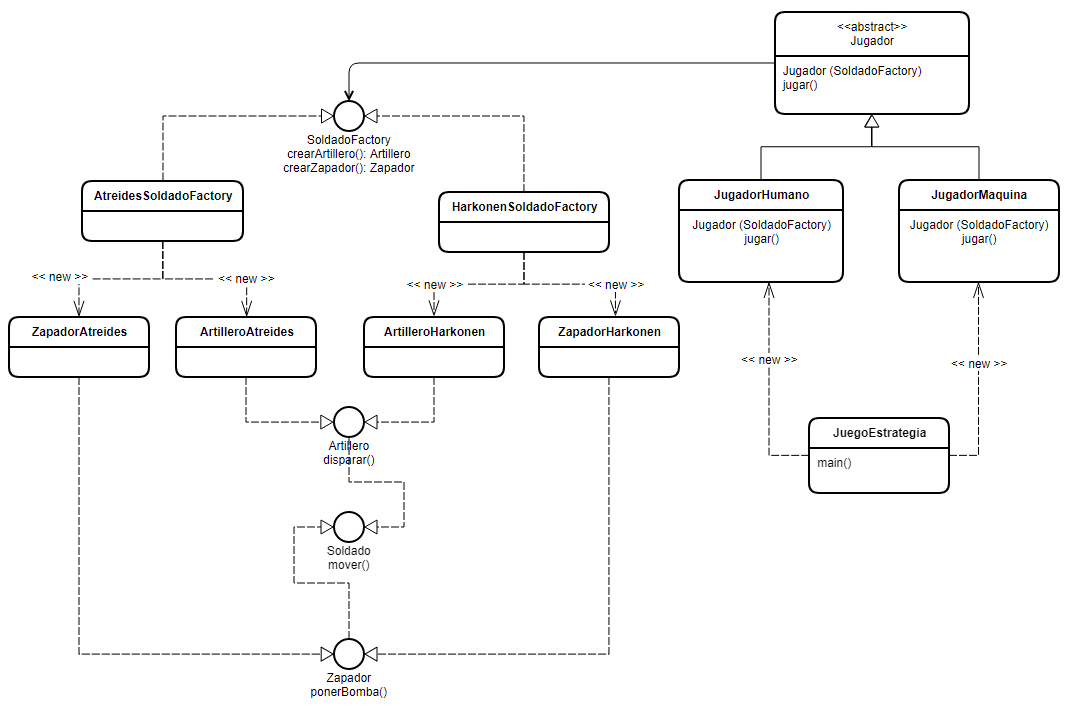 <<abstract>>
Jugador
Jugador (SoldadoFactory)
jugar()
SoldadoFactory
crearArtillero(): Artillero
crearZapador(): Zapador
AtreidesSoldadoFactory
HarkonenSoldadoFactory
JugadorHumano
Jugador (SoldadoFactory)
jugar()
JugadorMaquina
Jugador (SoldadoFactory)
jugar()
<< new >>
<< new >>
<< new >>
<< new >>
ZapadorAtreides
ArtilleroAtreides
ArtilleroHarkonen
ZapadorHarkonen
<< new >>
<< new >>
Artillero
disparar()
JuegoEstrategia
main()
Soldado
mover()
Zapador
ponerBomba()